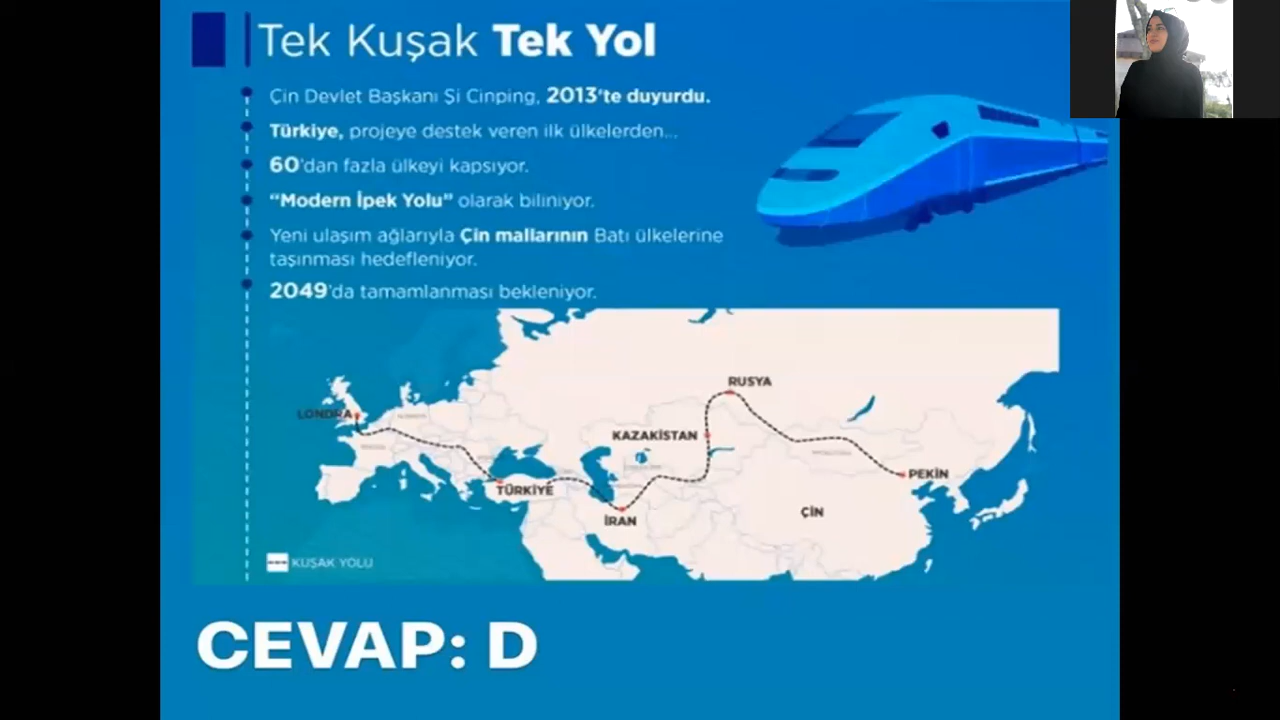 Tek Kuşak Tek Yol
Çin Devlet Başkanı Şi Cinping, 2013'te duyurdu.
Türkiye, projeye destek veren ilk ülkelerden...
60'dan fazla ülkeyi kapsıyor.
“Modern İpek Yolu” olarak biliniyor.
Yeni ulaşım ağlarıyla Çin mallarının Batı ülkelerine
taşınması hedefleniyor.
2049'da tamamlanması bekleniyor.
RUSYA
LONDRA
KAZAKİSTAN
PEKİN
TÜRKİYE
ÇİN
İRAN
KUŞAK YOLU
CEVAP: D